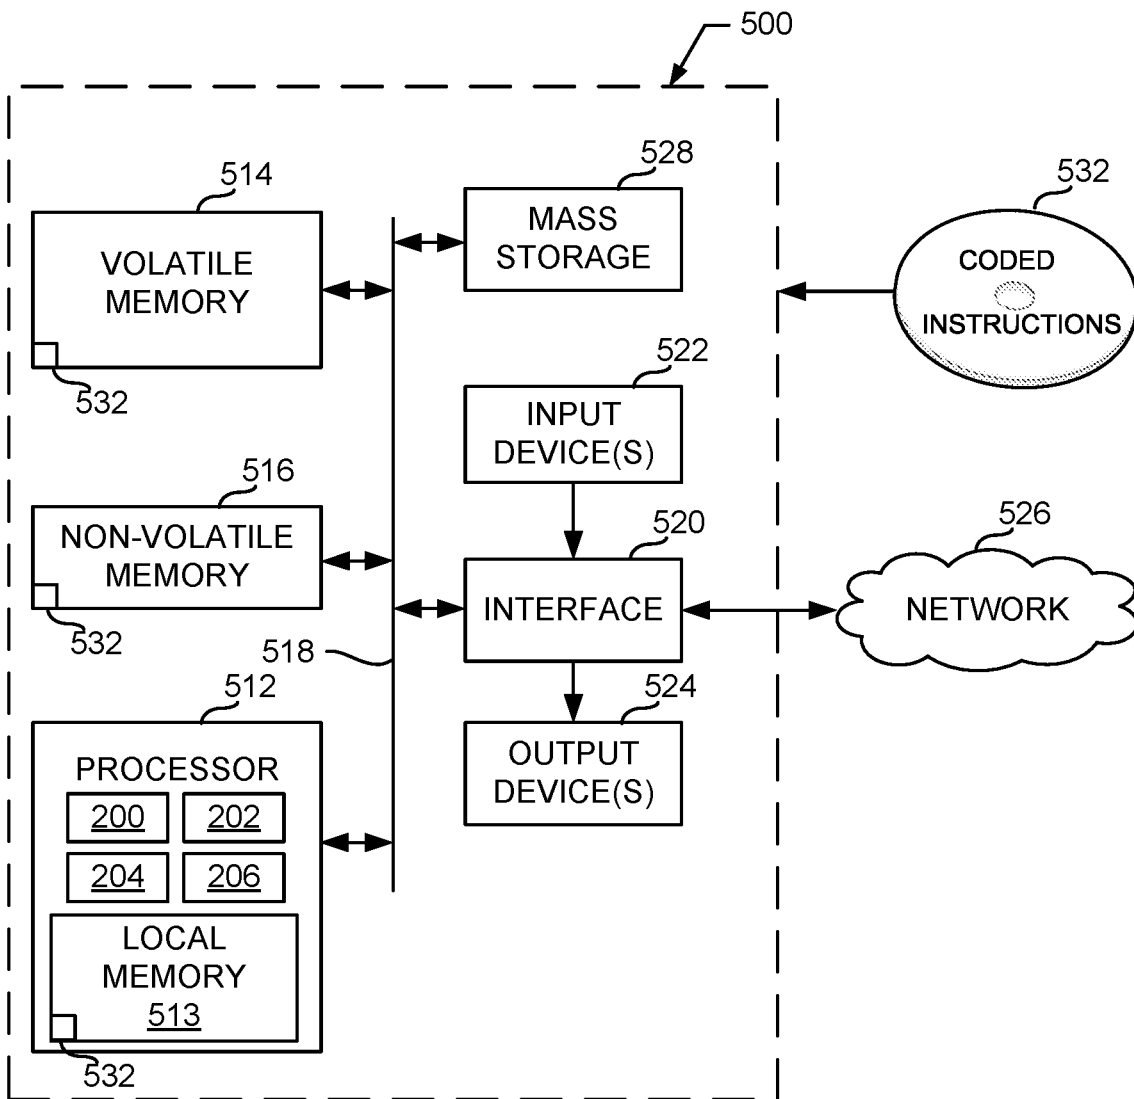 500
514
VOLATILE
MEMORY
532
528
MASS
STORAGE
532
CODED
INSTRUCTIONS
522
INPUT
DEVICE(S)
516
NON-VOLATILE
MEMORY
532
520
INTERFACE
526
NETWORK
518
512
PROCESSOR
200 202
204 206
LOCAL
MEMORY
513
532
524
OUTPUT
DEVICE(S)